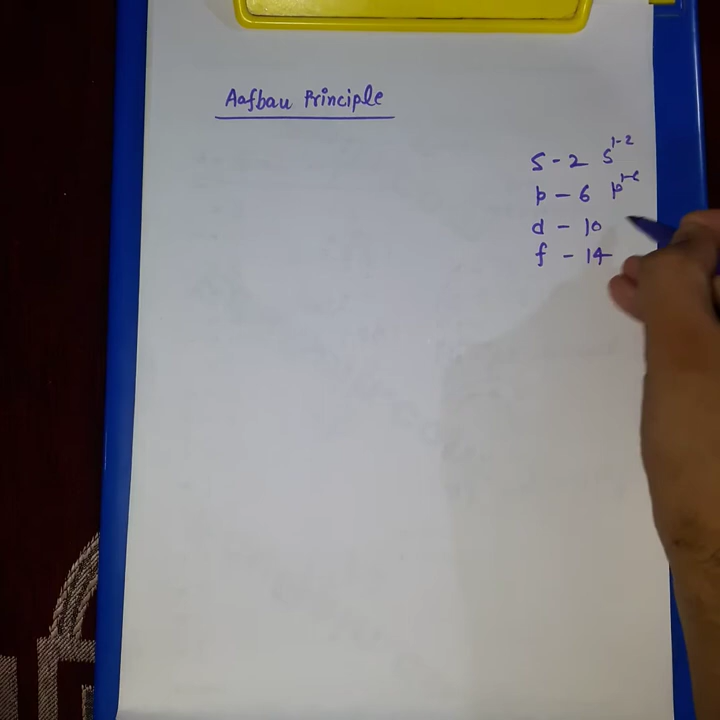 Aafbau Principle
S - 2 s¹⁻²
p - 6 p¹⁻⁶
d - 10
f - 14